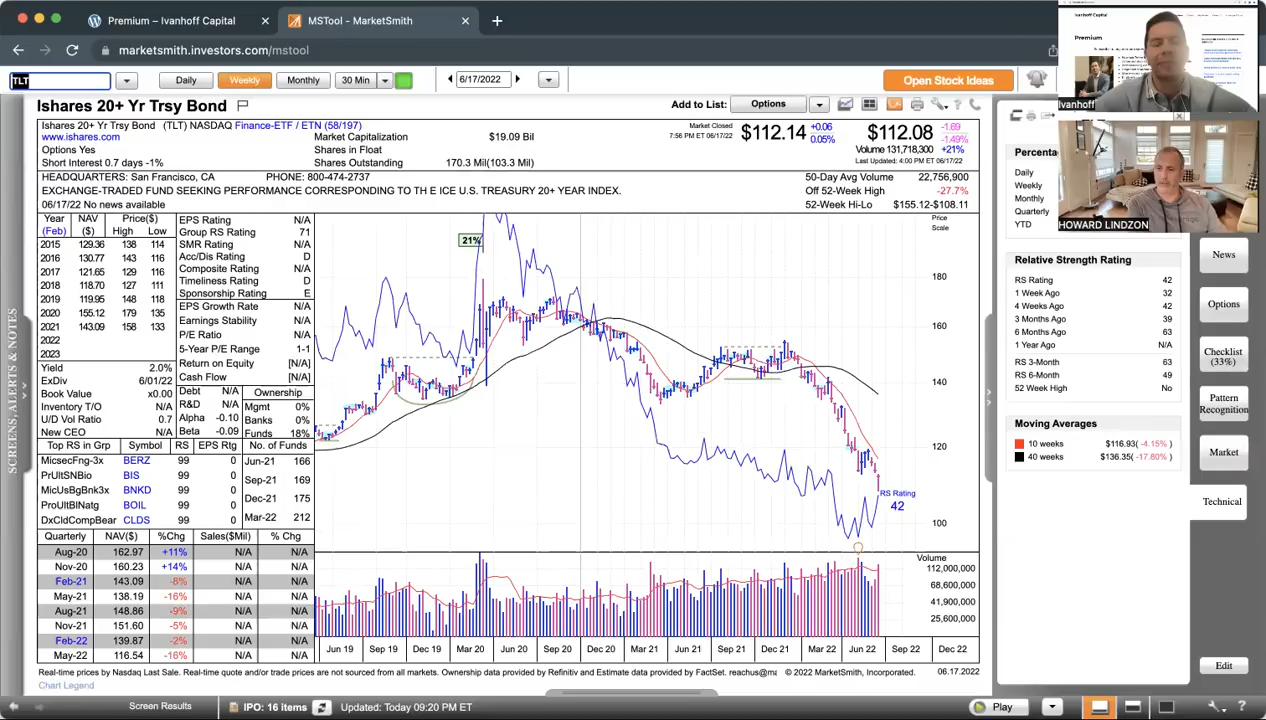 Premium – Ivanhoff Capital
MSTool - MarketSmith
marketsmith.investors.com/mstool
TLT
Daily
Weekly
Monthly
30 Min
6/17/2022
Open Stock Ideas
Ishares 20+ Yr Trsy Bond
Add to List:
Options
Ishares 20+ Yr Trsy Bond (TLT) NASDAQ Finance-ETF / ETN (58/197)
www.ishares.com
Options Yes
Short Interest 0.7 days -1%
Market Capitalization $19.09 Bil
Shares in Float
Shares Outstanding 170.3 Mil(103.3 Mil)
Market Closed
7:56 PM ET 06/17/22
$112.14 +0.06
0.05%
$112.08 -1.69
-1.49%
Volume 131,718,300 +21%
Last Updated: 4:00 PM ET 06/17/22
HEADQUARTERS: San Francisco, CA PHONE: 800-474-2737
EXCHANGE-TRADED FUND SEEKING PERFORMANCE CORRESPONDING TO TH E ICE U.S. TREASURY 20+ YEAR INDEX.
06/17/22 No news available
50-Day Avg Volume 22,756,900
Off 52-Week High -27.7%
52-Week Hi-Lo $155.12-$108.11
Year NAV Price($)
(Feb) ($) High Low
2015 129.36 138 114
2016 130.77 143 116
2017 121.65 129 116
2018 118.70 127 111
2019 119.95 148 118
2020 155.12 179 135
2021 143.09 158 133
2022
2023
Yield 2.0%
ExDiv 6/01/22
Book Value x0.00
Inventory T/O N/A
U/D Vol Ratio 0.7
New CEO N/A
EPS Rating N/A
Group RS Rating 71
SMR Rating N/A
Acc/Dis Rating D
Composite Rating N/A
Timeliness Rating D
Sponsorship Rating E
EPS Growth Rate N/A
Earnings Stability N/A
P/E Ratio N/A
5-Year P/E Range 1-1
Return on Equity [N/A]
Cash Flow [N/A]
Debt N/A
R&D N/A
Alpha -0.10
Beta -0.09
Ownership
Mgmt 0%
Banks 0%
Funds 18%
Top RS in Grp Symbol RS EPS Rtg
MicsecFng-3x BERZ 99 0
PrUltSNBio BIS 99 0
MicUsBgBnk3x BNKD 99 0
ProUltBlNatg BOIL 99 0
DxCldCompBear CLDS 99 0
No. of Funds
Jun-21 166
Sep-21 169
Dec-21 175
Mar-22 212
Quarterly NAV($) %Chg Sales($Mil) % Chg
Aug-20 162.97 +11% N/A N/A
Nov-20 160.23 +14% N/A N/A
Feb-21 143.09 -8% N/A N/A
May-21 138.19 -16% N/A N/A
Aug-21 148.86 -9% N/A N/A
Nov-21 151.60 -5% N/A N/A
Feb-22 139.87 -2% N/A N/A
May-22 116.54 -16% N/A N/A
21%
Price
Scale
180
160
140
120
100
RS Rating
42
Volume
112,000,000
68,600,000
41,900,000
25,600,000
Jun 19 Sep 19 Dec 19 Mar 20 Jun 20 Sep 20 Dec 20 Mar 21 Jun 21 Sep 21 Dec 21 Mar 22 Jun 22 Sep 22 Dec 22
Real-time prices by Nasdaq Last Sale. Real-time quote and/or trade prices are not sourced from all markets. Ownership data provided by Refinitiv and Estimate data provided by FactSet. reachus@ma
© 2022 MarketSmith, Incorporated.
06.17.2022
Chart Legend
SCREENS, ALERTS & NOTES
Screen Results
IPO: 16 items
Updated: Today 09:20 PM ET
Play
Ivanhoff Capital
Premium
Ivanhoff
HOWARD LINDZON
Percenta
Daily
Weekly
Monthly
Quarterly
YTD
Relative Strength Rating
RS Rating 42
1 Week Ago 32
4 Weeks Ago 32
3 Months Ago 39
6 Months Ago 63
1 Year Ago N/A
RS 3-Month 63
RS 6-Month 49
52 Week High No
Moving Averages
10 weeks $116.93( -4.15% )
40 weeks $136.35( -17.80% )
News
Options
Checklist
(33%)
Pattern
Recognition
Market
Technical
Edit